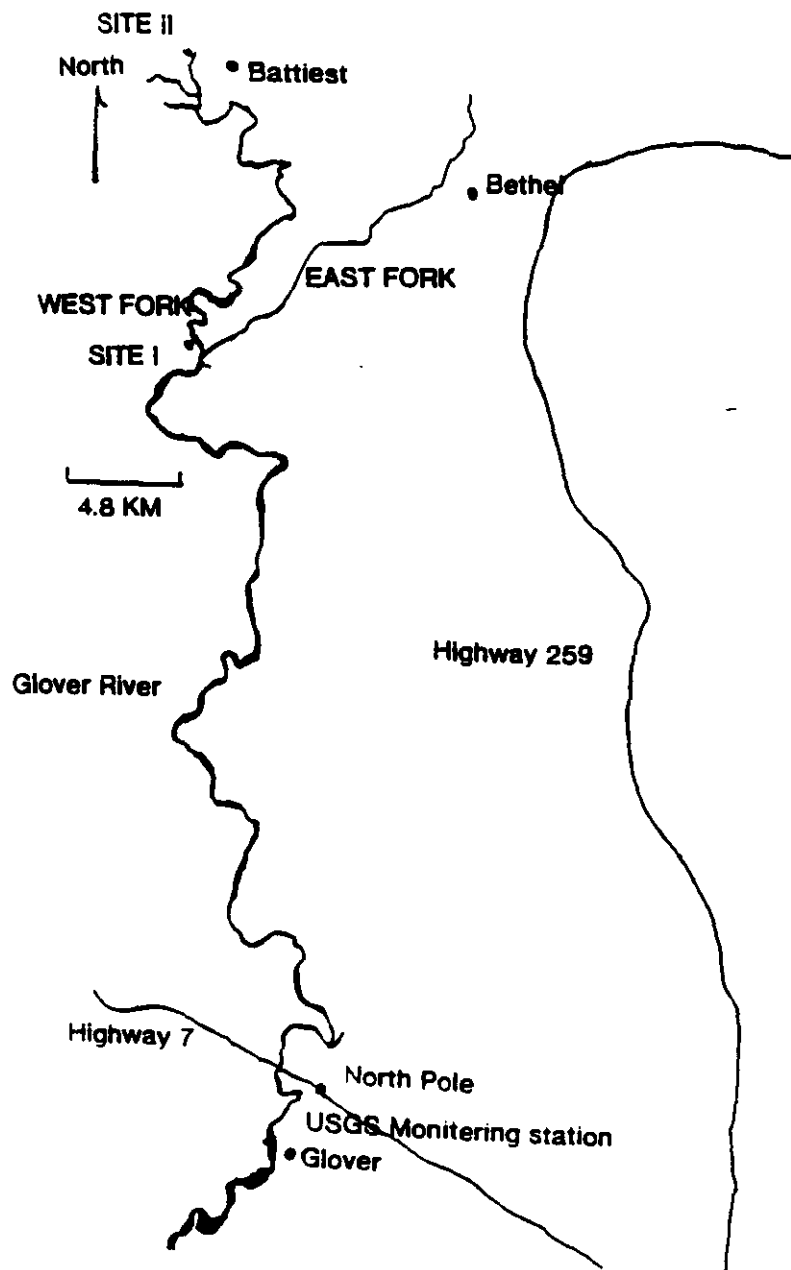 SITE II
North
Battiest
Bethel
EAST FORK
WEST FORK
SITE I
4.8 KM
Highway 259
Glover River
Highway 7
North Pole
USGS Monitering station
Glover